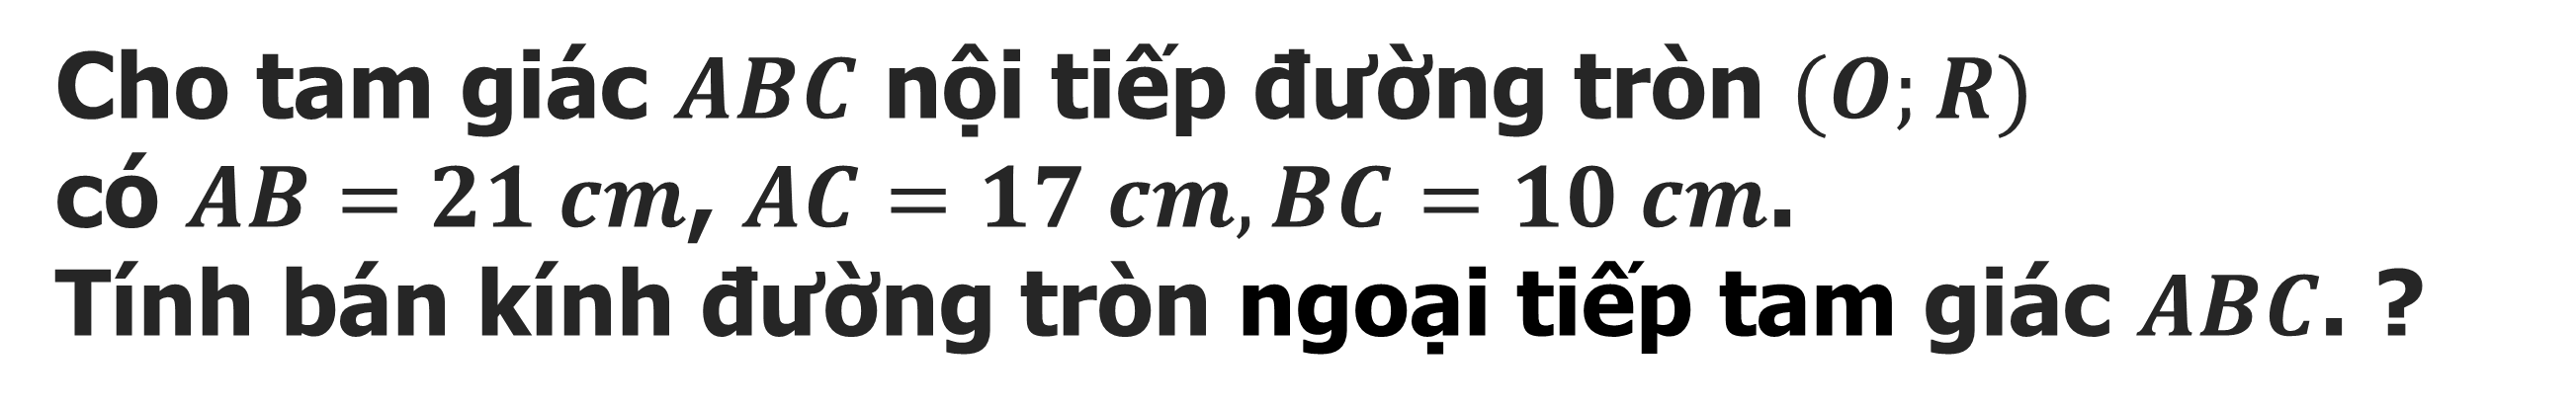 Cho tam giác ABC nội tiếp đường tròn (O; R)
có AB = 21 cm, AC = 17 cm, BC = 10 cm.
Tính bán kính đường tròn ngoại tiếp tam giác ABC. ?